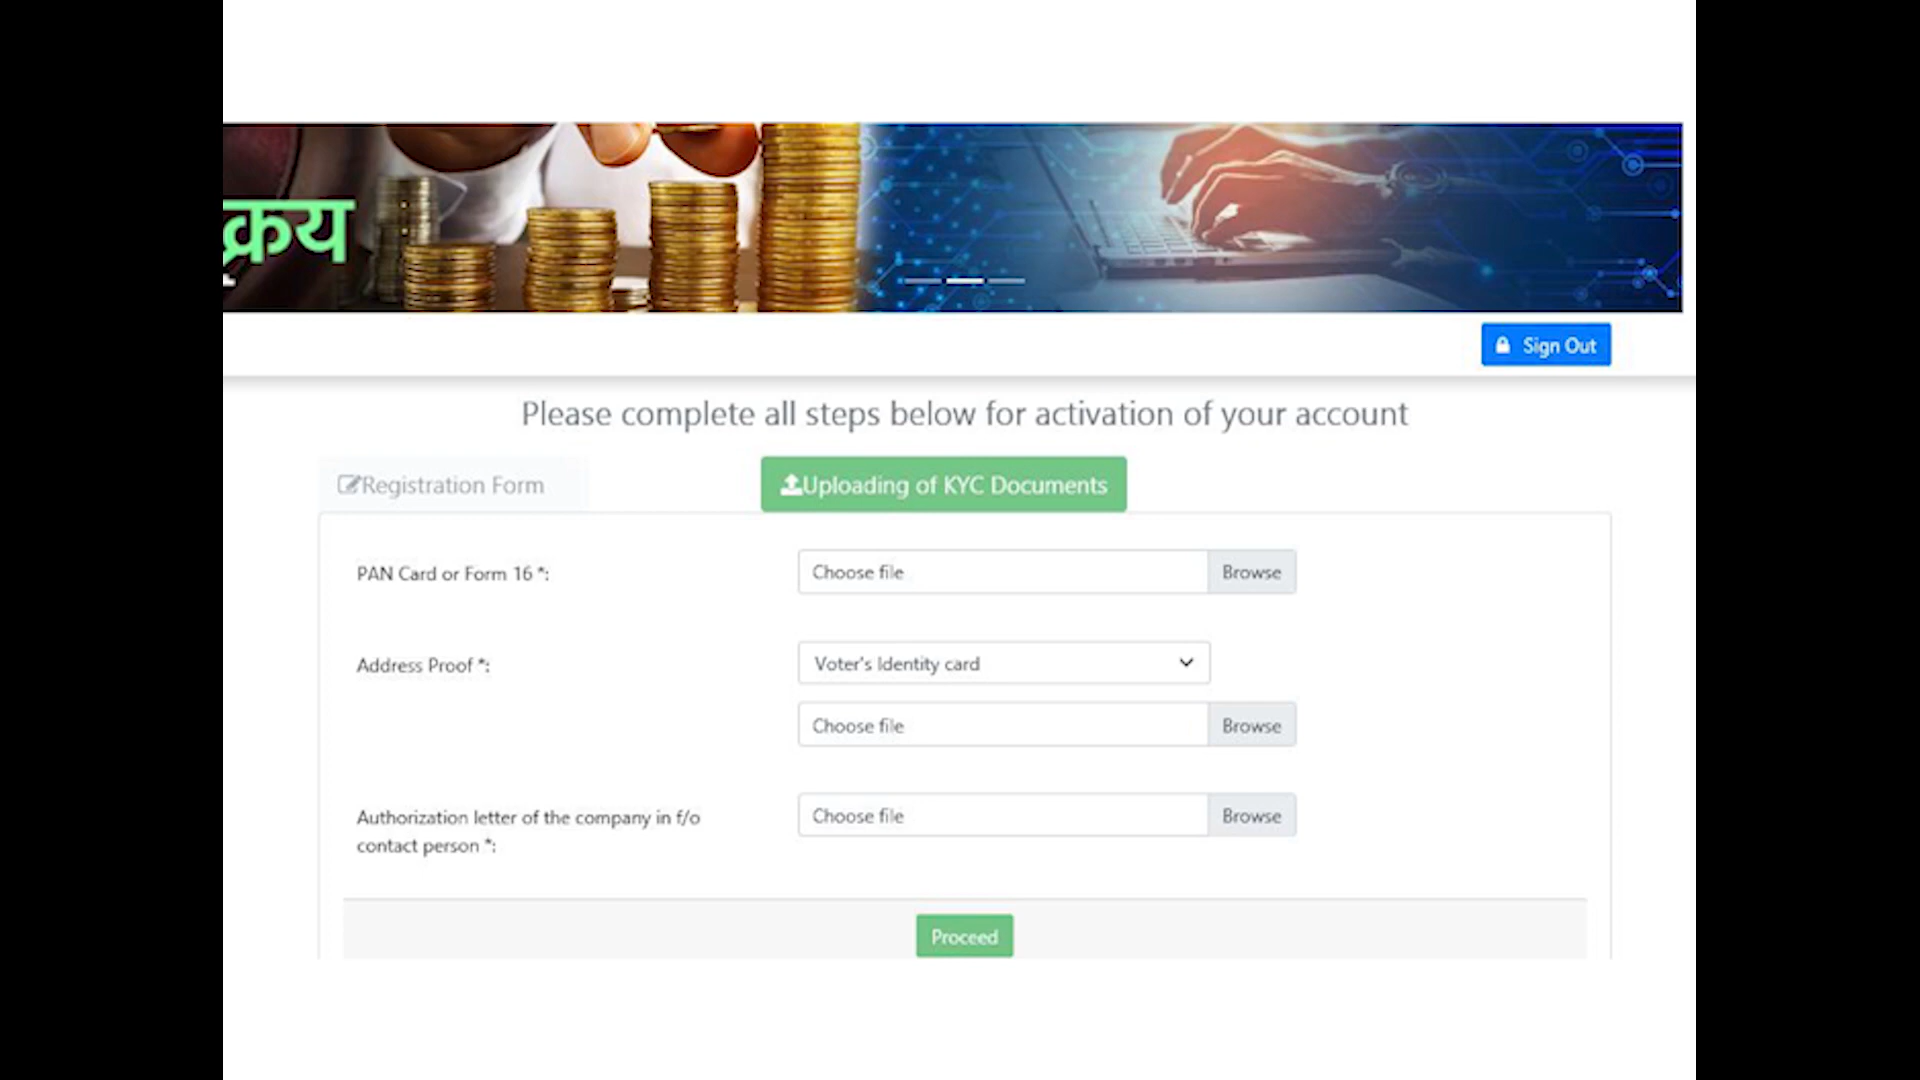 क्रय
Sign Out
Please complete all steps below for activation of your account
Registration Form
Uploading of KYC Documents
PAN Card or Form 16 *:
Choose file
Browse
Address Proof *:
Voter's Identity card
Choose file
Browse
Authorization letter of the company in f/o
contact person *:
Choose file
Browse
Proceed